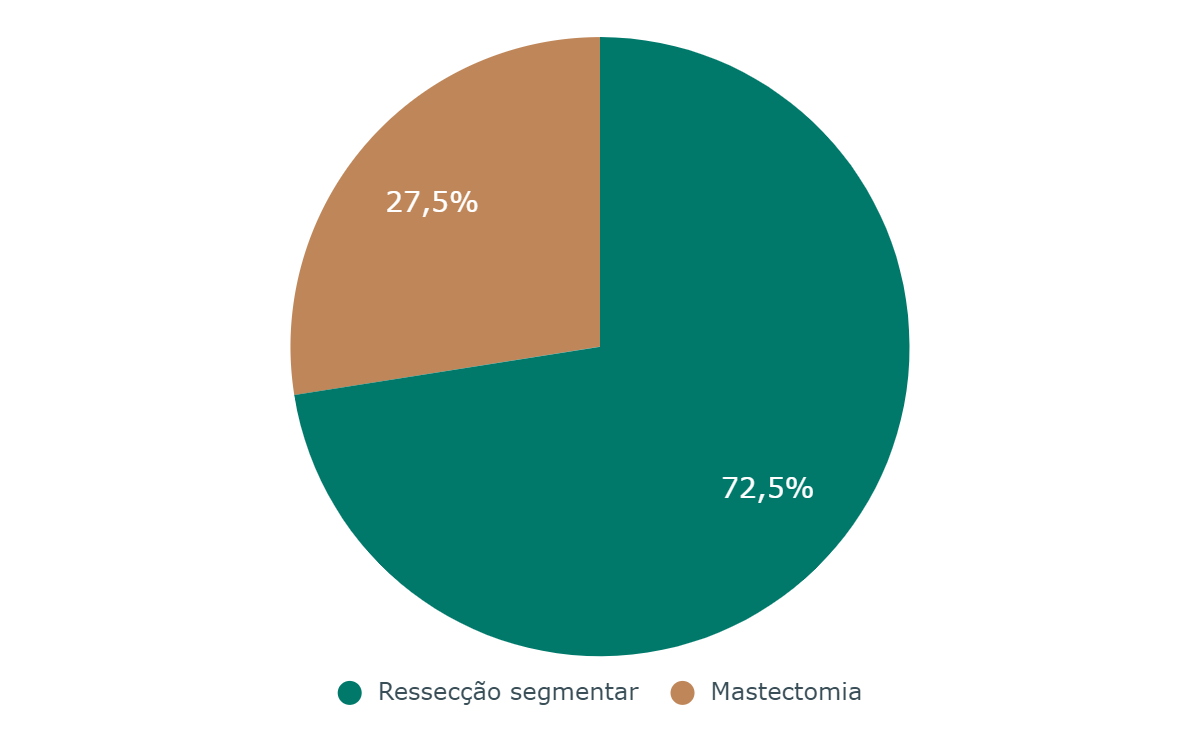 27,5%
72,5%
Ressecção segmentar
Mastectomia